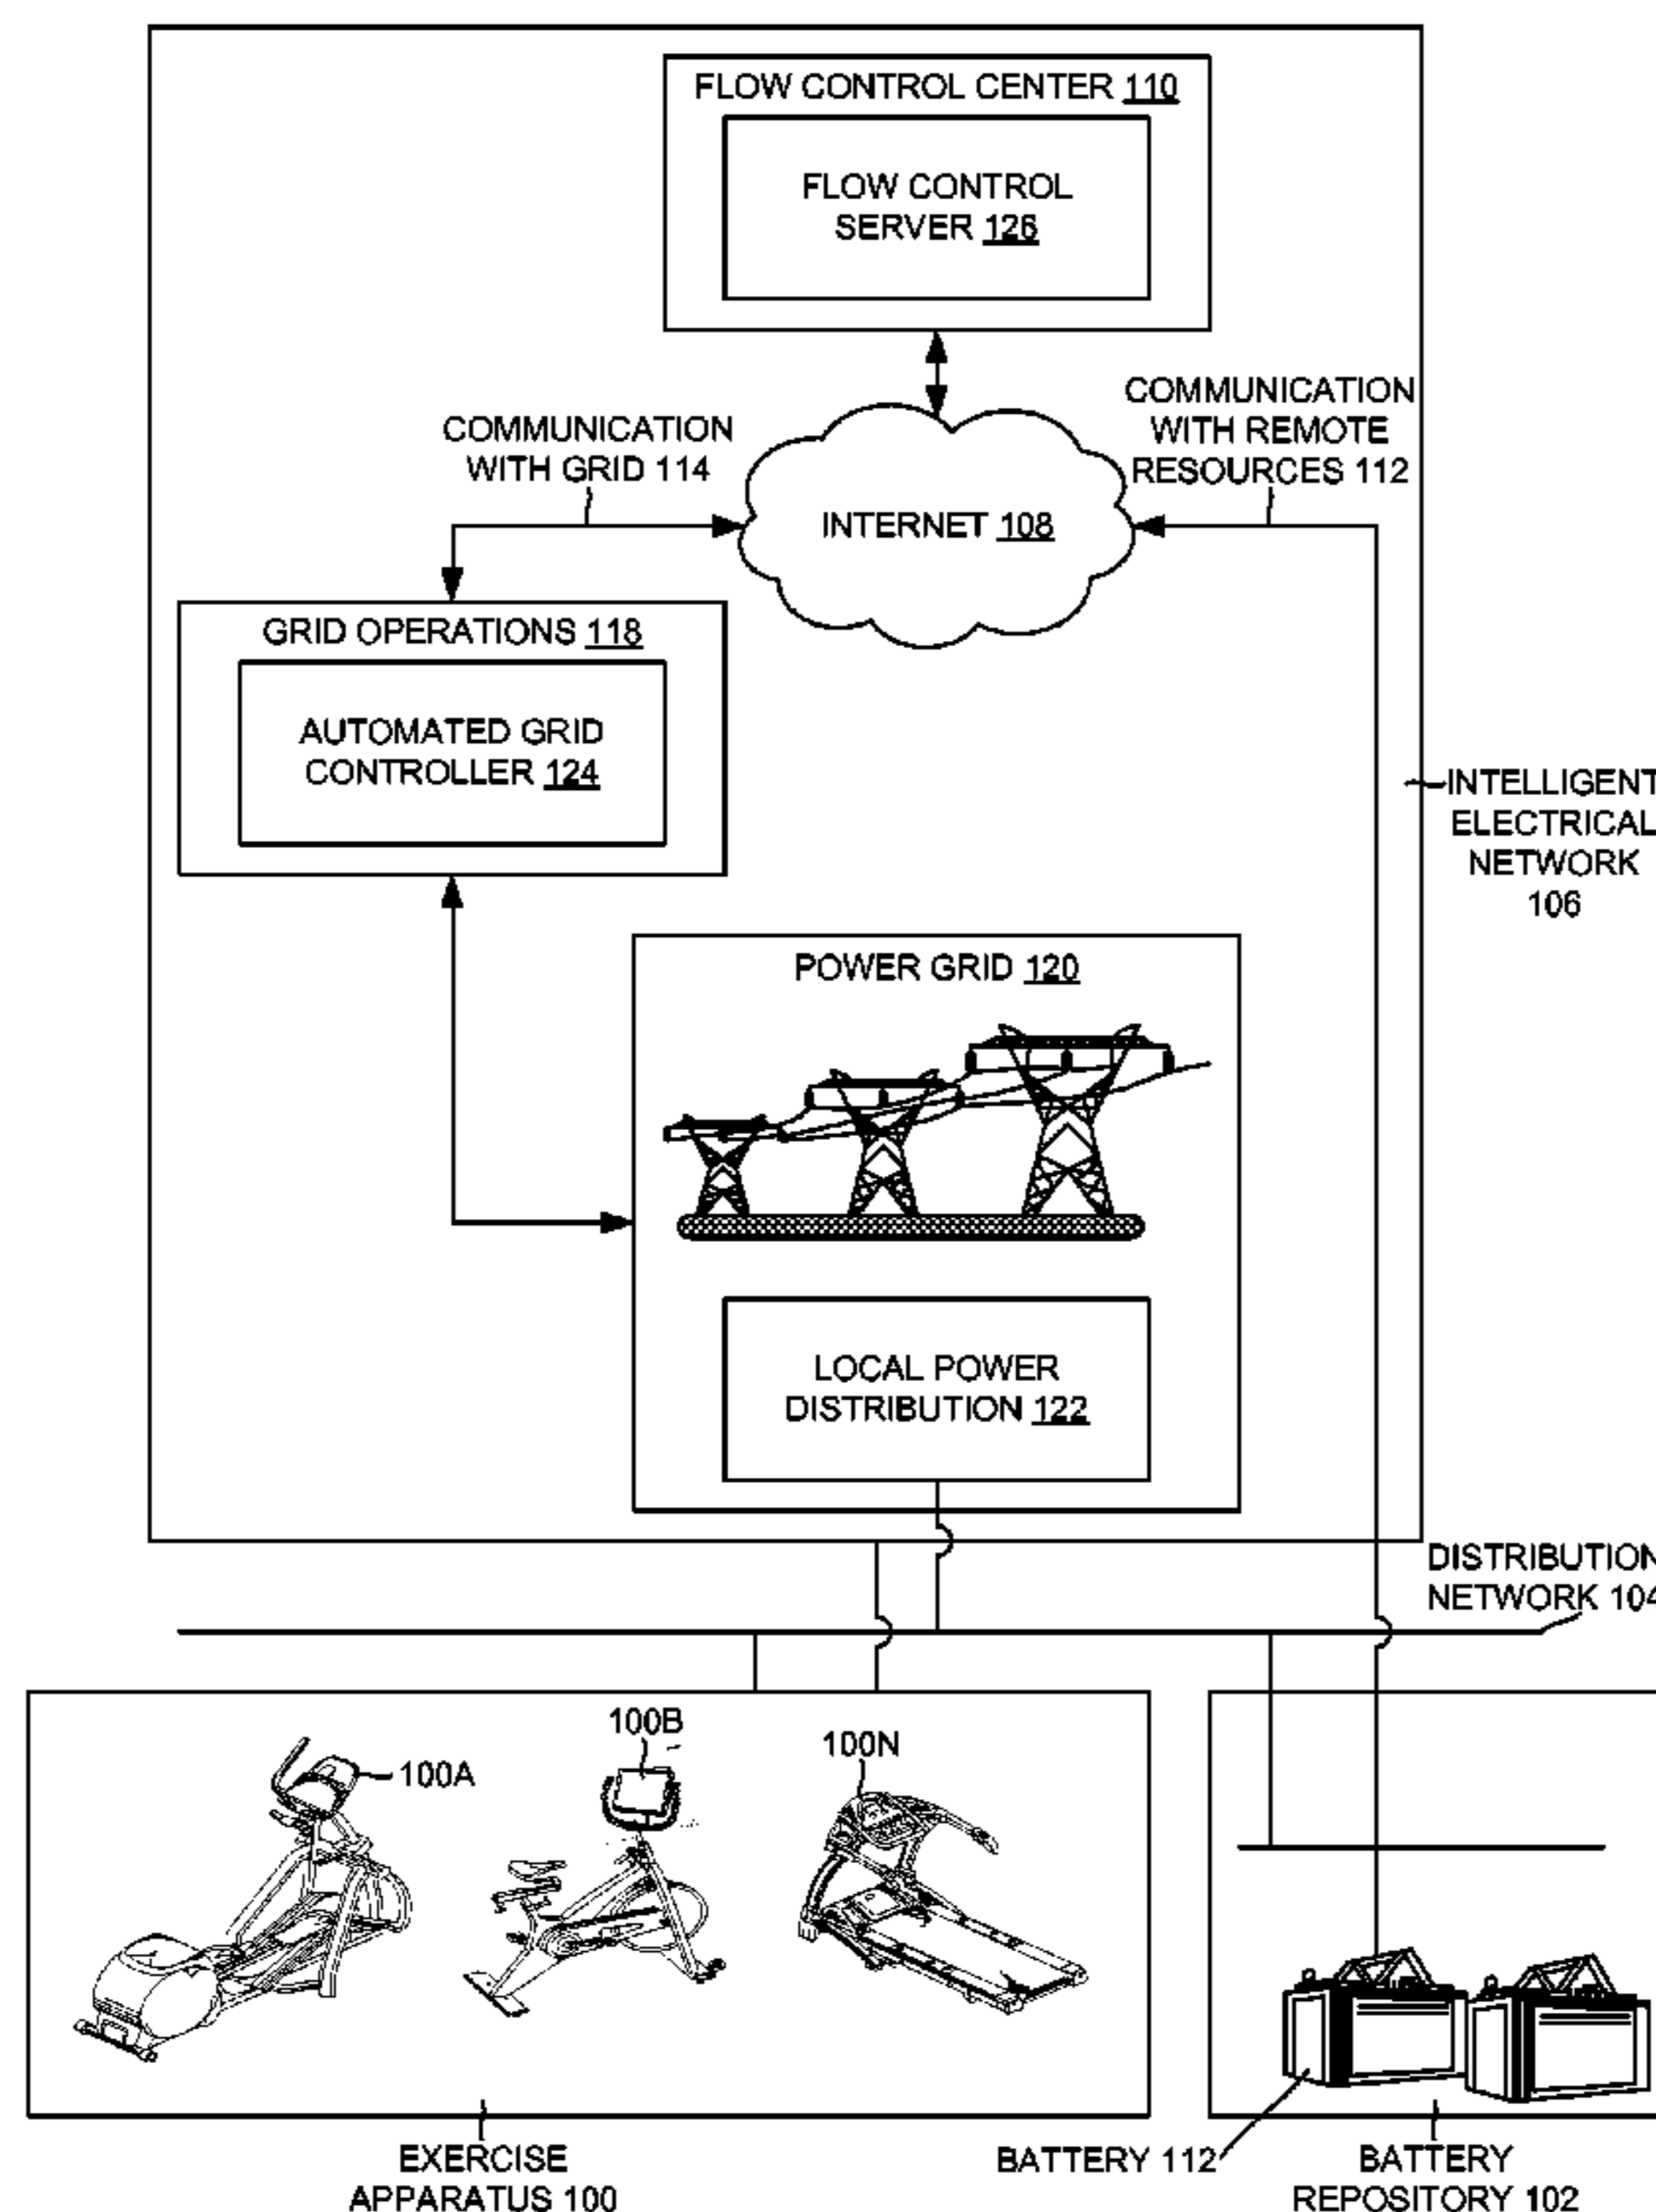 FLOW CONTROL CENTER 110
FLOW CONTROL
SERVER 126
COMMUNICATION
WITH GRID 114
COMMUNICATION
WITH REMOTE
RESOURCES 112
INTERNET 108
GRID OPERATIONS 118
AUTOMATED GRID
CONTROLLER 124
INTELLIGENT
ELECTRICAL
NETWORK
106
POWER GRID 120
LOCAL POWER
DISTRIBUTION 122
DISTRIBUTION
NETWORK 104
100A
100B
100N
EXERCISE
APPARATUS 100
BATTERY 112
BATTERY
REPOSITORY 102